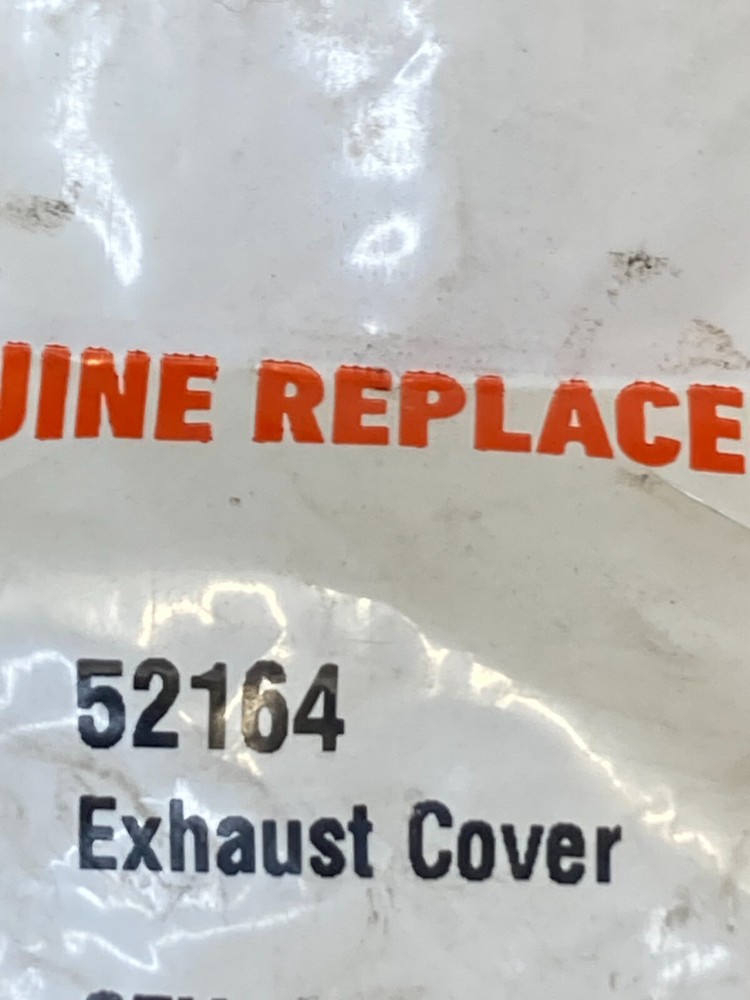 UINE REPLACE
52164
Exhaust Cover